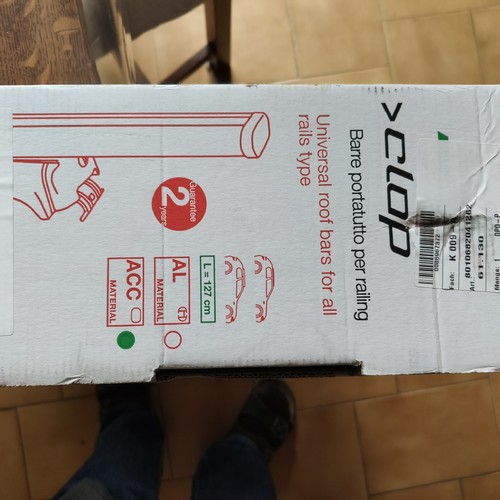 >clop
Barre portatutto per railing
Universal roof bars for all
rails type
Guarantee
2
years
L = 127 cm
AL
MATERIAL
ACC
MATERIAL